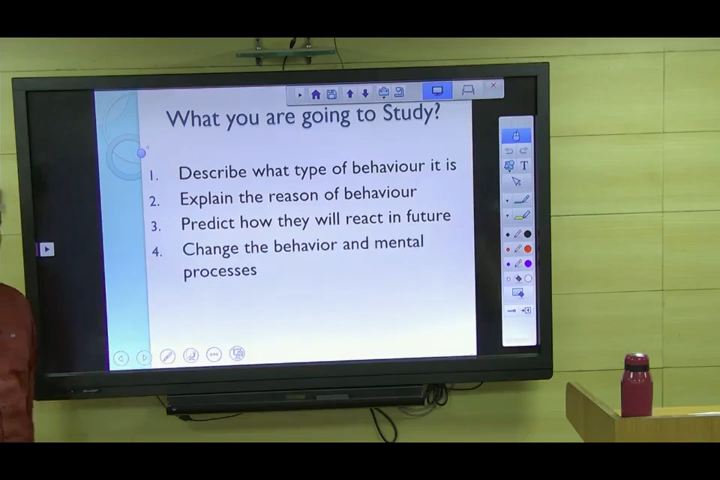 What you are going to Study?
1. Describe what type of behaviour it is
2. Explain the reason of behaviour
3. Predict how they will react in future
4. Change the behavior and mental
processes
T